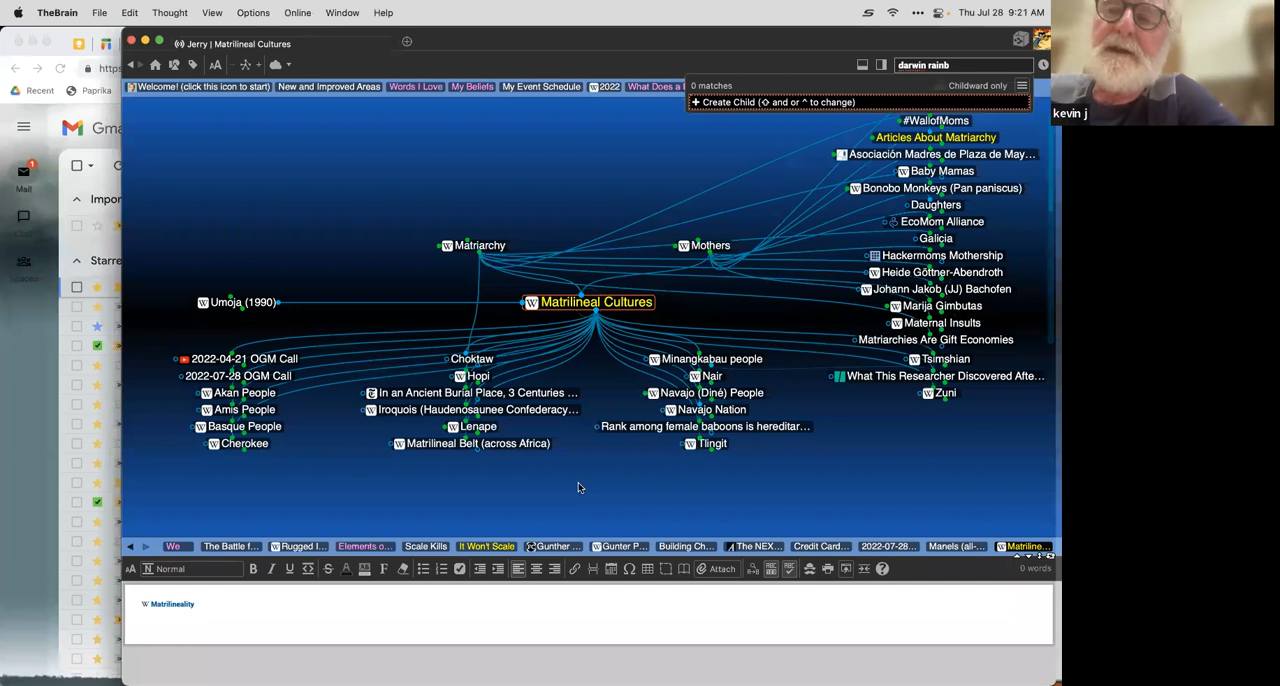 TheBrain File Edit Thought View Options Online Window Help
Thu Jul 28 9:21 AM
Jerry | Matrilineal Cultures
https
Recent Paprika
darwin rainb
0 matches Childward only
Create Child (⇧ and or ^ to change)
Welcome! (click this icon to start) New and Improved Areas Words I Love My Beliefs My Event Schedule 2022 What Does a
kevin j
Mail
1
Impor
Starre
#WallofMoms
Articles About Matriarchy
Asociación Madres de Plaza de May...
Baby Mamas
Bonobo Monkeys (Pan paniscus)
Daughters
EcoMom Alliance
Galicia
Hackermoms Mothership
Heide Göttner-Abendroth
Johann Jakob (JJ) Bachofen
Marija Gimbutas
Maternal Insults
Matriarchies Are Gift Economies
Tsimshian
What This Researcher Discovered Afte...
Zuni
Matriarchy
Mothers
Umoja (1990)
Matrilineal Cultures
2022-04-21 OGM Call
2022-07-28 OGM Call
Akan People
Amis People
Basque People
Cherokee
Choktaw
Hopi
In an Ancient Burial Place, 3 Centuries ...
Iroquois (Haudenosaunee Confederacy...
Lenape
Matrilineal Belt (across Africa)
Minangkabau people
Nair
Navajo (Diné) People
Navajo Nation
Rank among female baboons is hereditar...
Tlingit
We The Battle f... Rugged I... Elements o... Scale Kills It Won't Scale Gunther ... Gunter P... Building Ch... The NEX... Credit Card... 2022-07-28... Manels (all-... Matriline...
Normal
Attach
0 words
Matrilineality